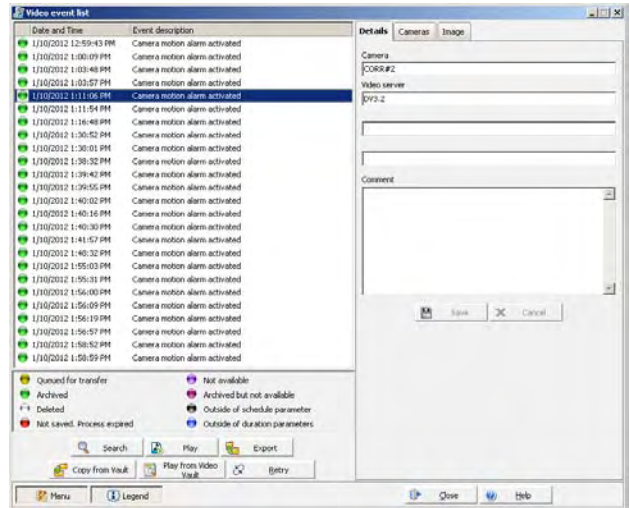 Video event list
Date and Time Event description
1/10/2012 12:59:43 PM Camera motion alarm activated
1/10/2012 1:00:09 PM Camera motion alarm activated
1/10/2012 1:03:48 PM Camera motion alarm activated
1/10/2012 1:03:57 PM Camera motion alarm activated
1/10/2012 1:11:06 PM Camera motion alarm activated
1/10/2012 1:11:54 PM Camera motion alarm activated
1/10/2012 1:16:48 PM Camera motion alarm activated
1/10/2012 1:30:52 PM Camera motion alarm activated
1/10/2012 1:38:01 PM Camera motion alarm activated
1/10/2012 1:38:32 PM Camera motion alarm activated
1/10/2012 1:39:42 PM Camera motion alarm activated
1/10/2012 1:39:55 PM Camera motion alarm activated
1/10/2012 1:40:02 PM Camera motion alarm activated
1/10/2012 1:40:16 PM Camera motion alarm activated
1/10/2012 1:40:30 PM Camera motion alarm activated
1/10/2012 1:41:57 PM Camera motion alarm activated
1/10/2012 1:48:32 PM Camera motion alarm activated
1/10/2012 1:55:03 PM Camera motion alarm activated
1/10/2012 1:55:31 PM Camera motion alarm activated
1/10/2012 1:56:00 PM Camera motion alarm activated
1/10/2012 1:56:09 PM Camera motion alarm activated
1/10/2012 1:56:19 PM Camera motion alarm activated
1/10/2012 1:56:57 PM Camera motion alarm activated
1/10/2012 1:58:52 PM Camera motion alarm activated
1/10/2012 1:58:59 PM Camera motion alarm activated
Queued for transfer Not available
Archived Archived but not available
Deleted Outside of schedule parameter
Not saved. Process expired Outside of duration parameters
Search Play Export
Copy from Vault Play from Video Vault Retry
Menu Legend
Details Cameras Image
Camera
CORR#2
Video server
DV3.2
Comment
Save Cancel
Close Help